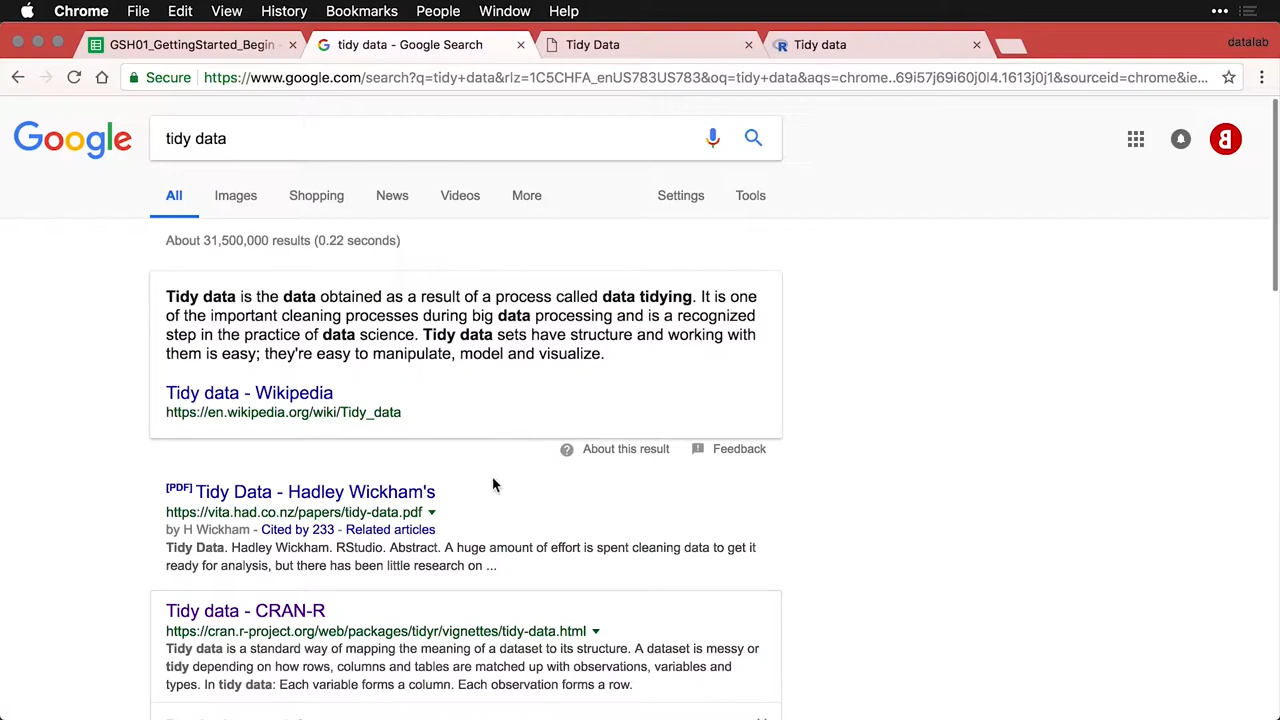 Chrome File Edit View History Bookmarks People Window Help
GSH01_GettingStarted_Begin
tidy data - Google Search
Tidy Data
Tidy data
datalab
Secure https://www.google.com/search?q=tidy+data&rlz=1C5CHFA_enUS783US783&oq=tidy+data&aqs=chrome..69i57j69i60j0l4.1613j0j1&sourceid=chrome&ie...
Google
tidy data
All Images Shopping News Videos More Settings Tools
About 31,500,000 results (0.22 seconds)
Tidy data is the data obtained as a result of a process called data tidying. It is one
of the important cleaning processes during big data processing and is a recognized
step in the practice of data science. Tidy data sets have structure and working with
them is easy; they're easy to manipulate, model and visualize.
Tidy data - Wikipedia
https://en.wikipedia.org/wiki/Tidy_data
About this result Feedback
[PDF] Tidy Data - Hadley Wickham's
https://vita.had.co.nz/papers/tidy-data.pdf
by H Wickham - Cited by 233 - Related articles
Tidy Data. Hadley Wickham. RStudio. Abstract. A huge amount of effort is spent cleaning data to get it
ready for analysis, but there has been little research on ...
Tidy data - CRAN-R
https://cran.r-project.org/web/packages/tidyr/vignettes/tidy-data.html
Tidy data is a standard way of mapping the meaning of a dataset to its structure. A dataset is messy or
tidy depending on how rows, columns and tables are matched up with observations, variables and
types. In tidy data: Each variable forms a column. Each observation forms a row.